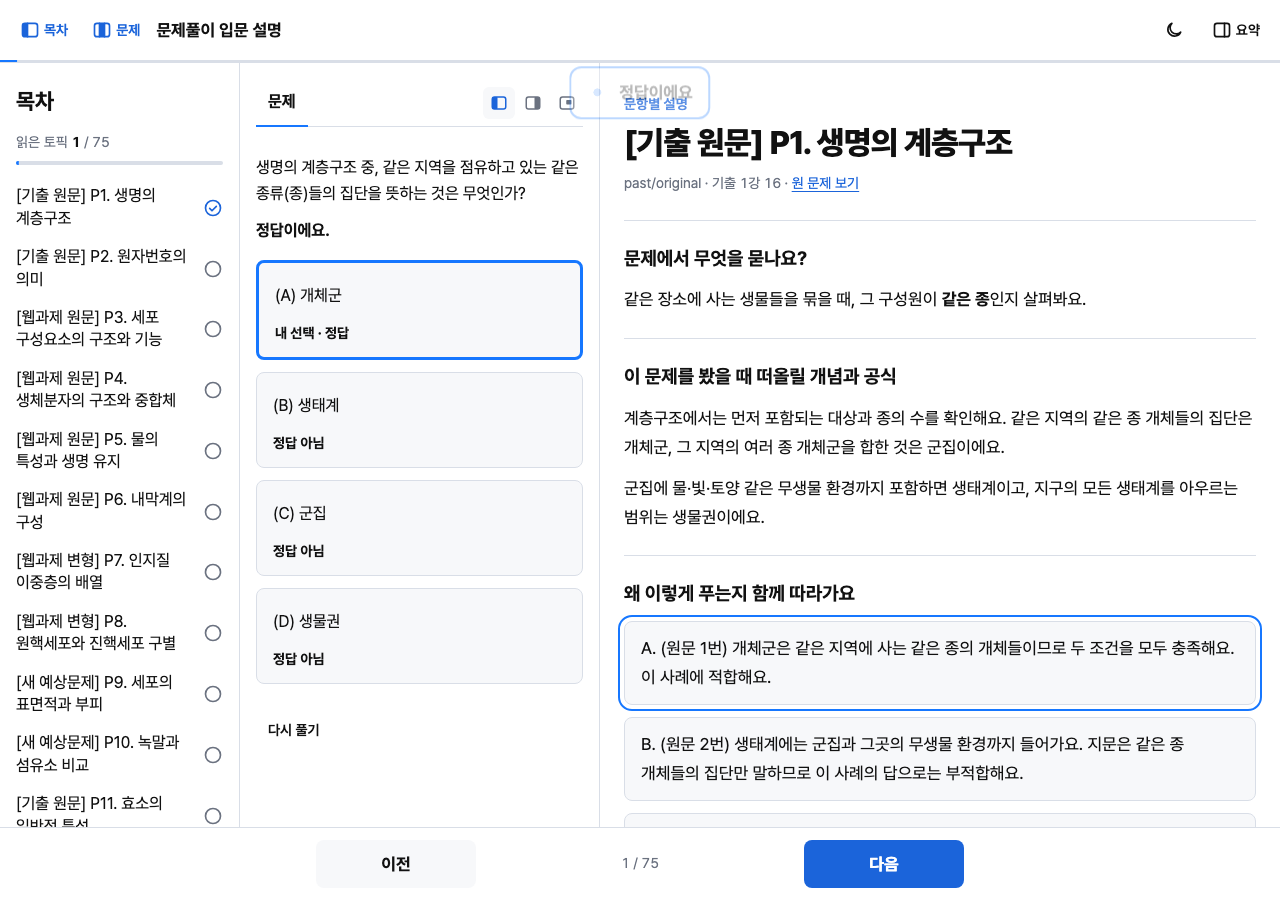 목차
문제
문제풀이 입문 설명
요약
목차
읽은 토픽 1 / 75
[기출 원문] P1. 생명의
계층구조
[기출 원문] P2. 원자번호의
의미
[웹과제 원문] P3. 세포
구성요소의 구조와 기능
[웹과제 원문] P4.
생체분자의 구조와 중합체
[웹과제 원문] P5. 물의
특성과 생명 유지
[웹과제 원문] P6. 내막계의
구성
[웹과제 변형] P7. 인지질
이중층의 배열
[웹과제 변형] P8.
원핵세포와 진핵세포 구별
[새 예상문제] P9. 세포의
표면적과 부피
[새 예상문제] P10. 녹말과
섬유소 비교
[기출 원문] P11. 효소의
일반적 특성
문제
생명의 계층구조 중, 같은 지역을 점유하고 있는 같은
종류(종)들의 집단을 뜻하는 것은 무엇인가?
정답이에요.
(A) 개체군
내 선택 · 정답
(B) 생태계
정답 아님
(C) 군집
정답 아님
(D) 생물권
정답 아님
다시 풀기
정답이에요
문항별 설명
[기출 원문] P1. 생명의 계층구조
past/original · 기출 1강 16 · 원 문제 보기
문제에서 무엇을 묻나요?
같은 장소에 사는 생물들을 묶을 때, 그 구성원이 같은 종인지 살펴봐요.
이 문제를 봤을 때 떠올릴 개념과 공식
계층구조에서는 먼저 포함되는 대상과 종의 수를 확인해요. 같은 지역의 같은 종 개체들의 집단은
개체군, 그 지역의 여러 종 개체군을 합한 것은 군집이에요.
군집에 물·빛·토양 같은 무생물 환경까지 포함하면 생태계이고, 지구의 모든 생태계를 아우르는
범위는 생물권이에요.
왜 이렇게 푸는지 함께 따라가요
A. (원문 1번) 개체군은 같은 지역에 사는 같은 종의 개체들이므로 두 조건을 모두 충족해요.
이 사례에 적합해요.
B. (원문 2번) 생태계에는 군집과 그곳의 무생물 환경까지 들어가요. 지문은 같은 종
개체들의 집단만 말하므로 이 사례의 답으로는 부적합해요.
이전
1 / 75
다음